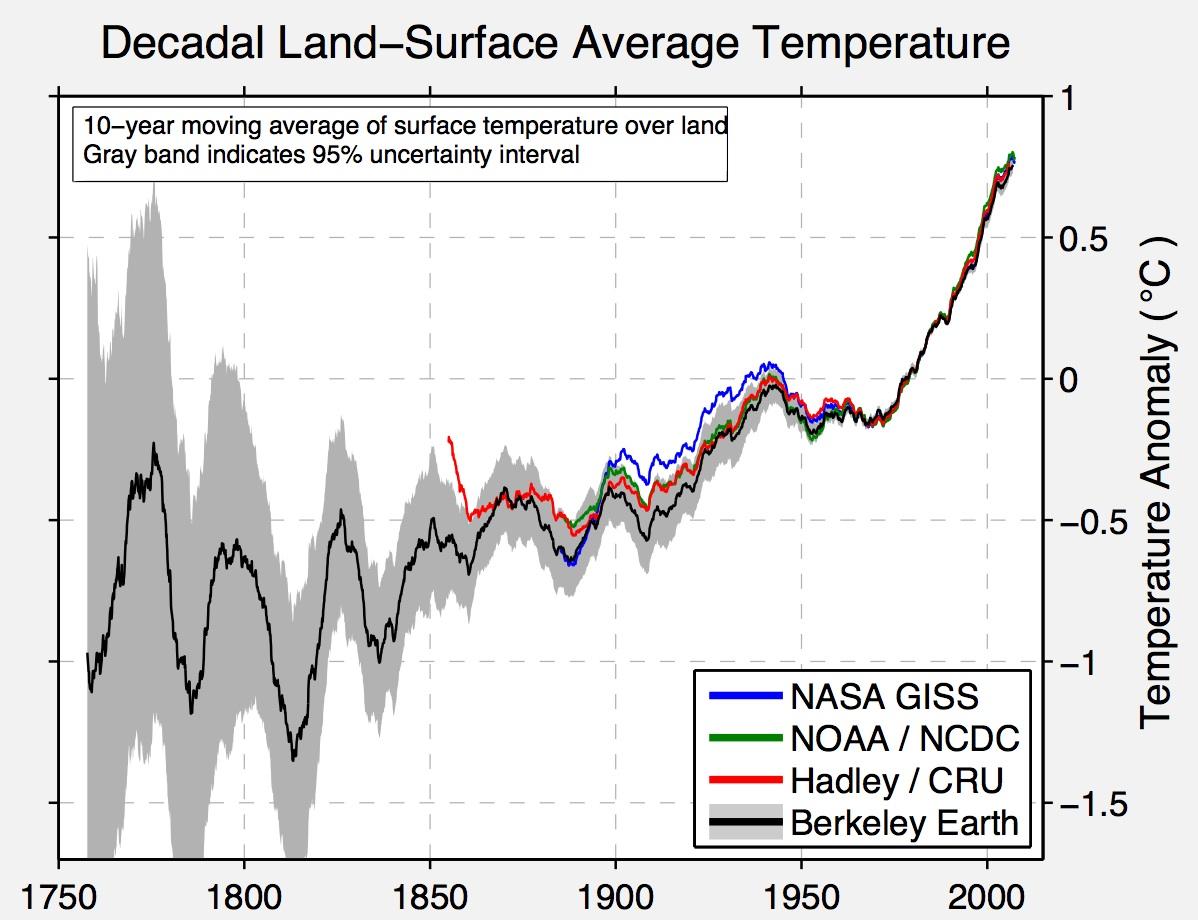 Decadal Land−Surface Average Temperature
10−year moving average of surface temperature over land
Gray band indicates 95% uncertainty interval
1
0.5
0
−0.5
−1
−1.5
Temperature Anomaly ( °C )
NASA GISS
NOAA / NCDC
Hadley / CRU
Berkeley Earth
1750 1800 1850 1900 1950 2000